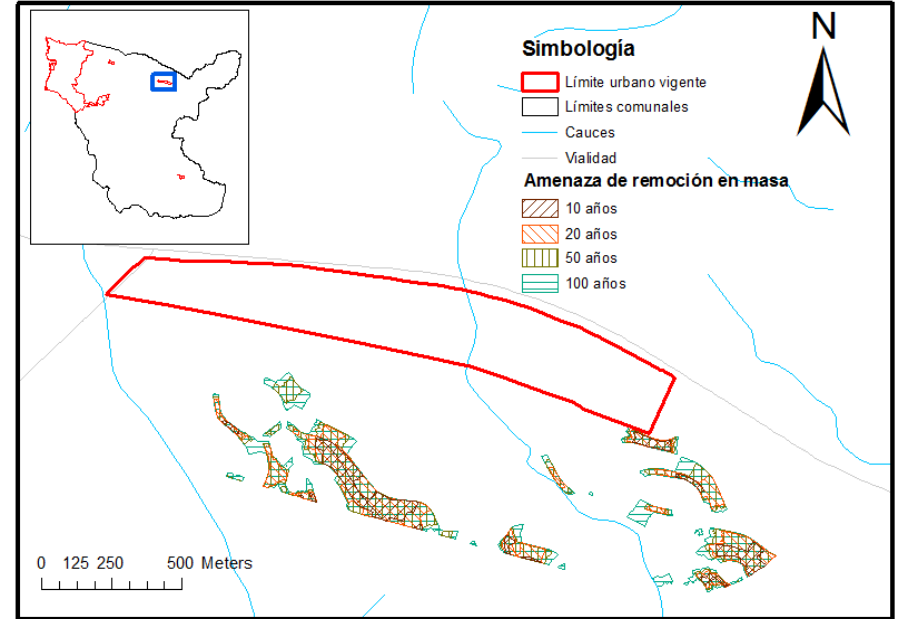 N
Simbología
Límite urbano vigente
Límites comunales
Cauces
Vialidad
Amenaza de remoción en masa
10 años
20 años
50 años
100 años
0 125 250 500 Meters